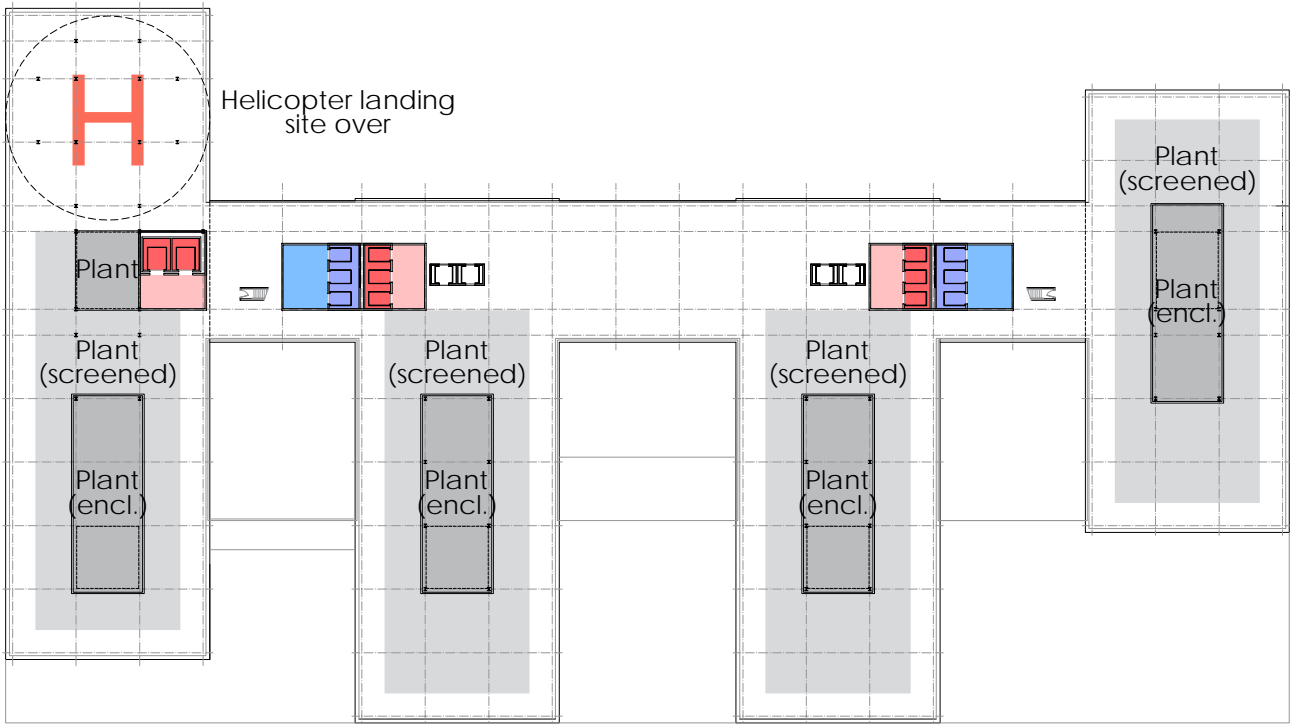 H
Helicopter landing
site over
Plant
(screened)
Plant
Plant
(encl.)
Plant
(screened)
Plant
(screened)
Plant
(screened)
Plant
(encl.)
Plant
(encl.)
Plant
(encl.)